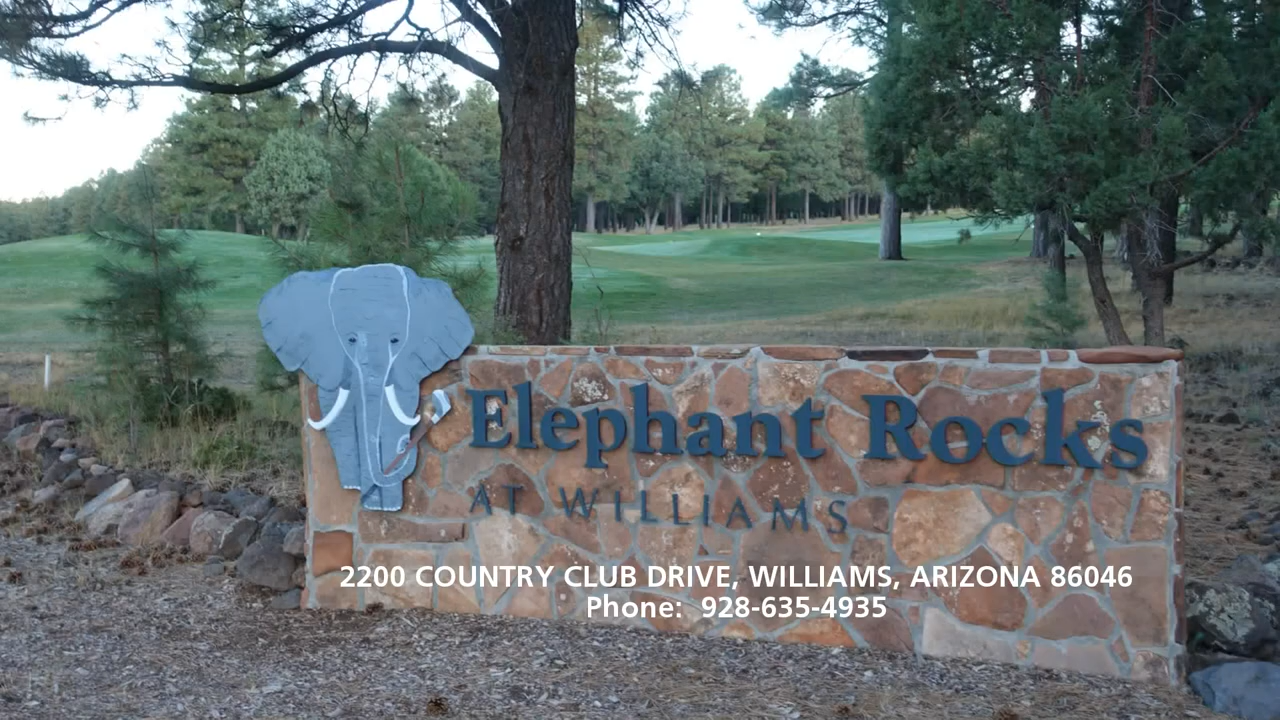 Elephant Rocks
AT WILLIAMS
2200 COUNTRY CLUB DRIVE, WILLIAMS, ARIZONA 86046
Phone: 928-635-4935